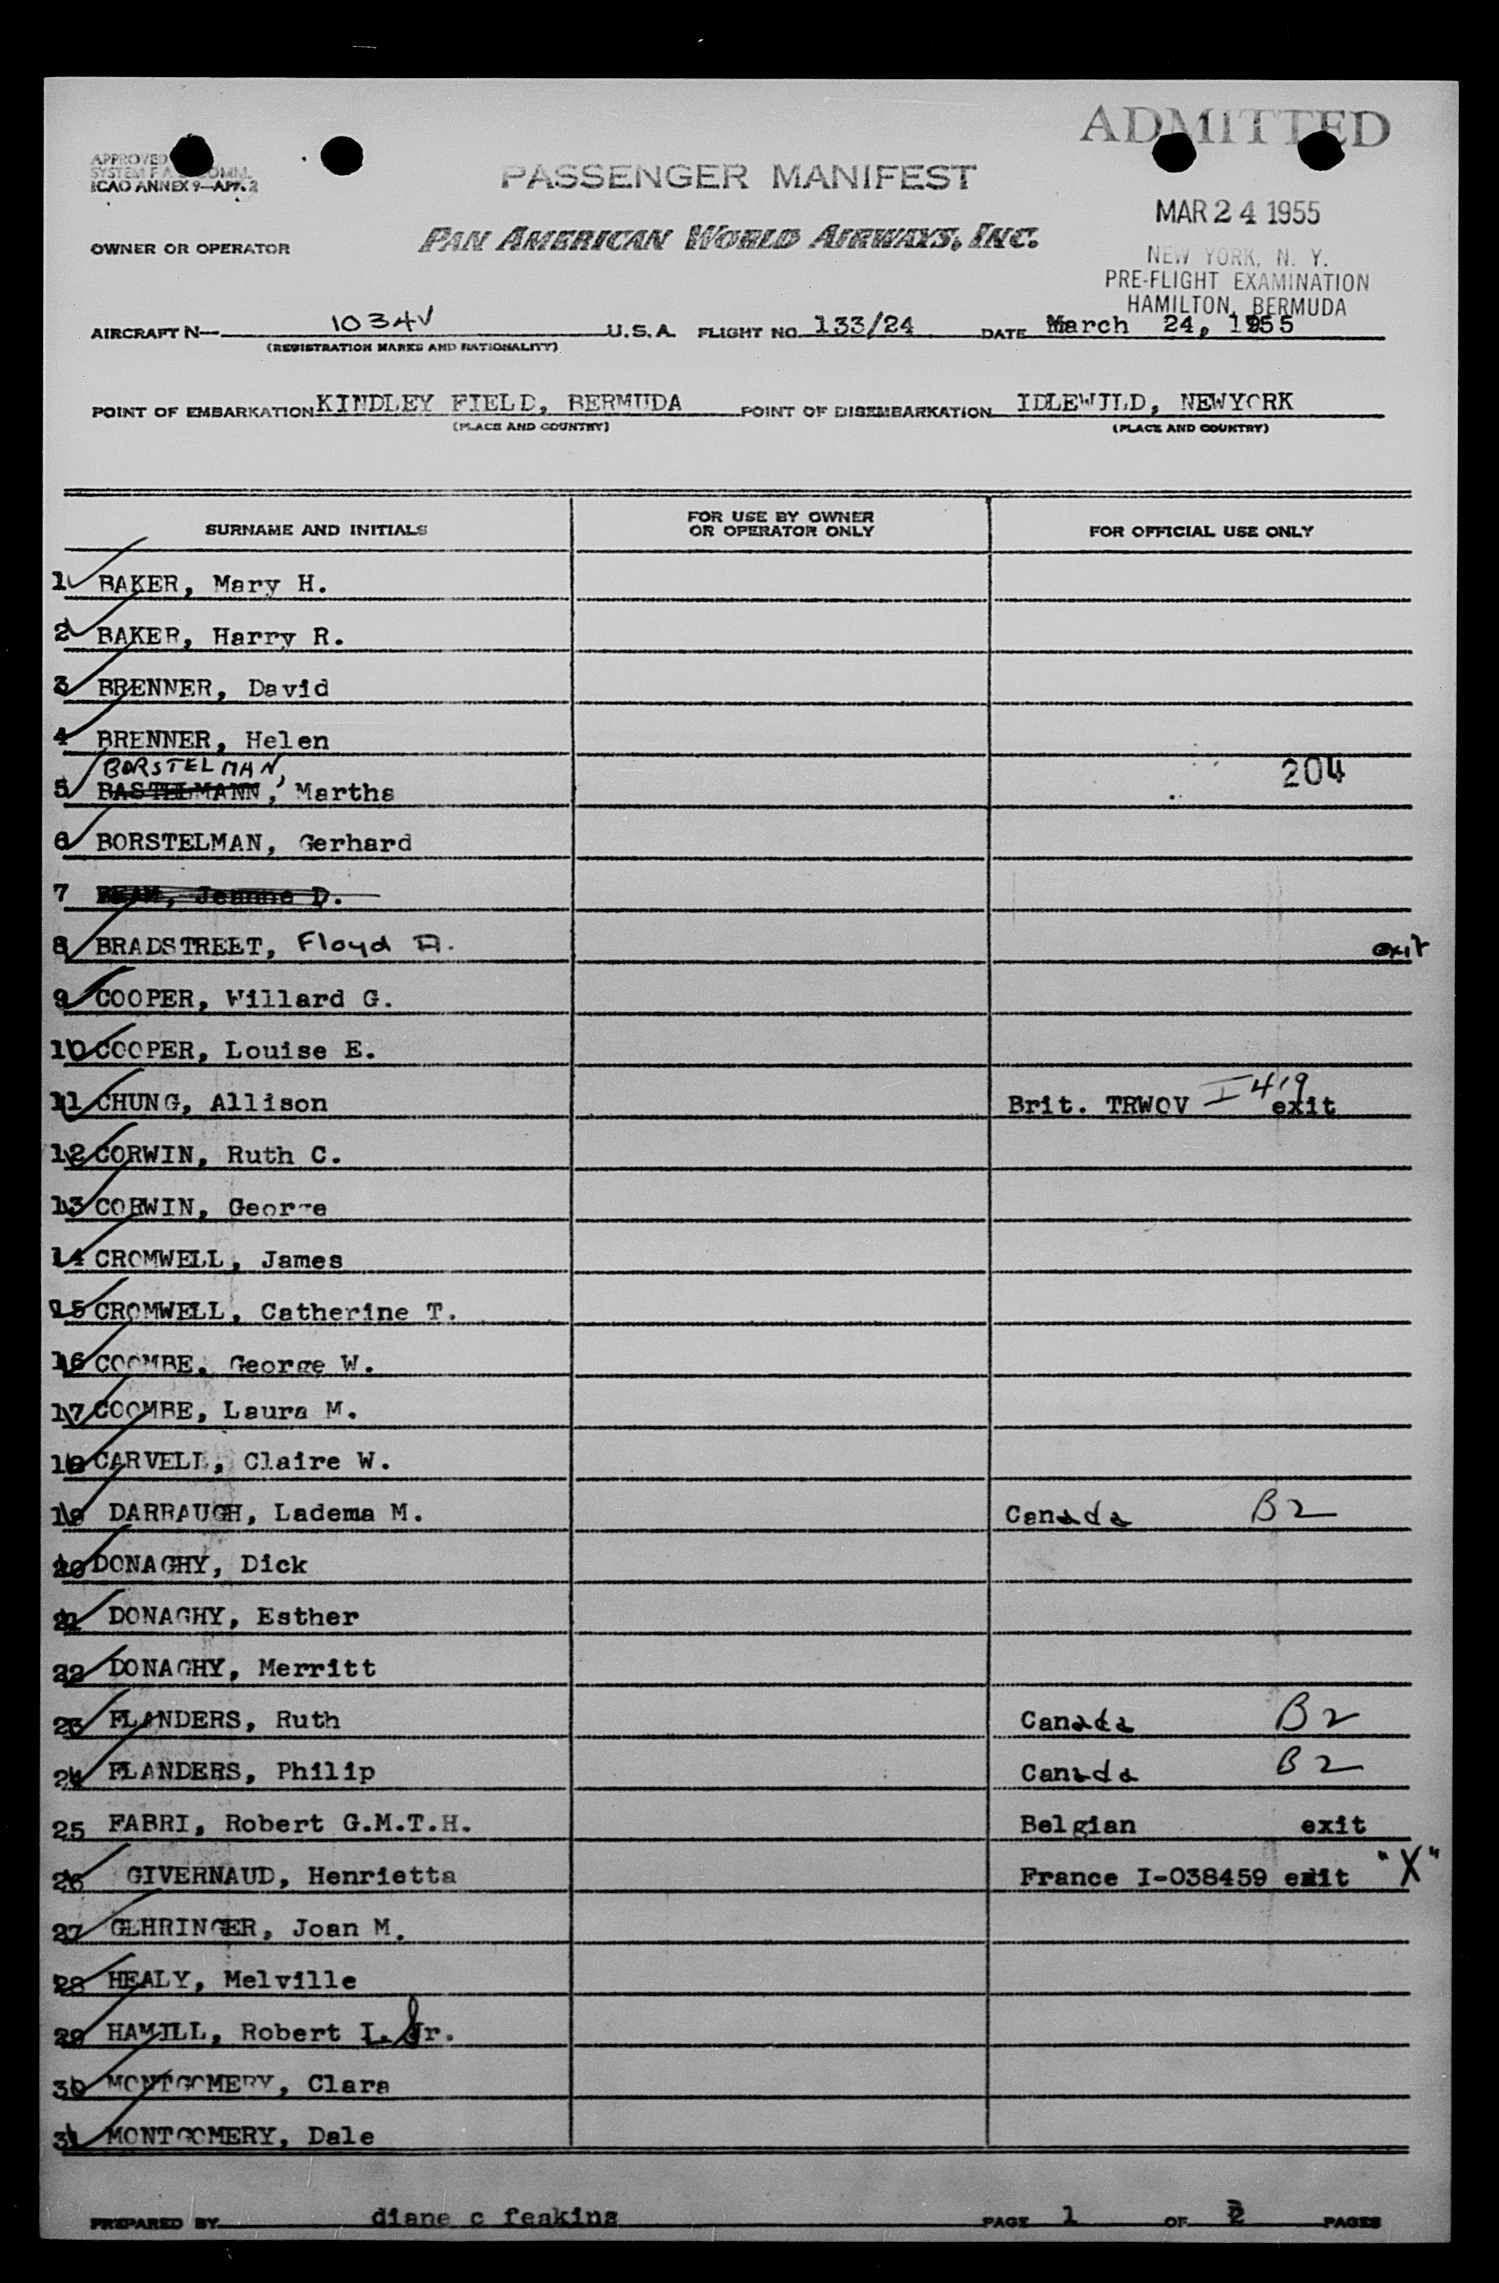 ADMITTED
APPROVED
SYSTEM F.A. COMM.
ICAO ANNEX 9—APP. 2
PASSENGER MANIFEST
MAR 24 1955
OWNER OR OPERATOR PAN AMERICAN WORLD AIRWAYS, INC.
NEW YORK, N. Y.
PRE-FLIGHT EXAMINATION
HAMILTON, BERMUDA
AIRCRAFT N— 1034V U.S.A. FLIGHT NO. 133/24 DATE March 24, 1955
(REGISTRATION MARKS AND NATIONALITY)
POINT OF EMBARKATION KINDLEY FIELD, BERMUDA POINT OF DISEMBARKATION IDLEWILD, NEWYORK
(PLACE AND COUNTRY) (PLACE AND COUNTRY)
SURNAME AND INITIALS FOR USE BY OWNER OR OPERATOR ONLY FOR OFFICIAL USE ONLY
1 BAKER, Mary H.
2 BAKER, Harry R.
3 BRENNER, David
4 BRENNER, Helen
BORSTELMAN,
5 BASTELMANN, Martha 204
6 BORSTELMAN, Gerhard
7 BEAM, Jeanne D.
8 BRADSTREET, Floyd A. exit
9 COOPER, Willard G.
10 COOPER, Louise E.
11 CHUNG, Allison Brit. TRWOV I 419 exit
12 CORWIN, Ruth C.
13 CORWIN, George
14 CROMWELL, James
15 CROMWELL, Catherine T.
16 COOMBE, George W.
17 COOMBE, Laura M.
18 CARVELL, Claire W.
19 DARRAUGH, Ladema M. Canada B2
20 DONAGHY, Dick
21 DONAGHY, Esther
22 DONAGHY, Merritt
23 FLANDERS, Ruth Canada B2
24 FLANDERS, Philip Canada B2
25 FABRI, Robert G.M.T.H. Belgian exit
26 GIVERNAUD, Henrietta France I-038459 exit "X"
27 GEHRINGER, Joan M.
28 HEALY, Melville
29 HAMILL, Robert I. Jr.
30 MONTGOMERY, Clara
31 MONTGOMERY, Dale
PREPARED BY diane c feakins PAGE 1 OF 2 PAGES